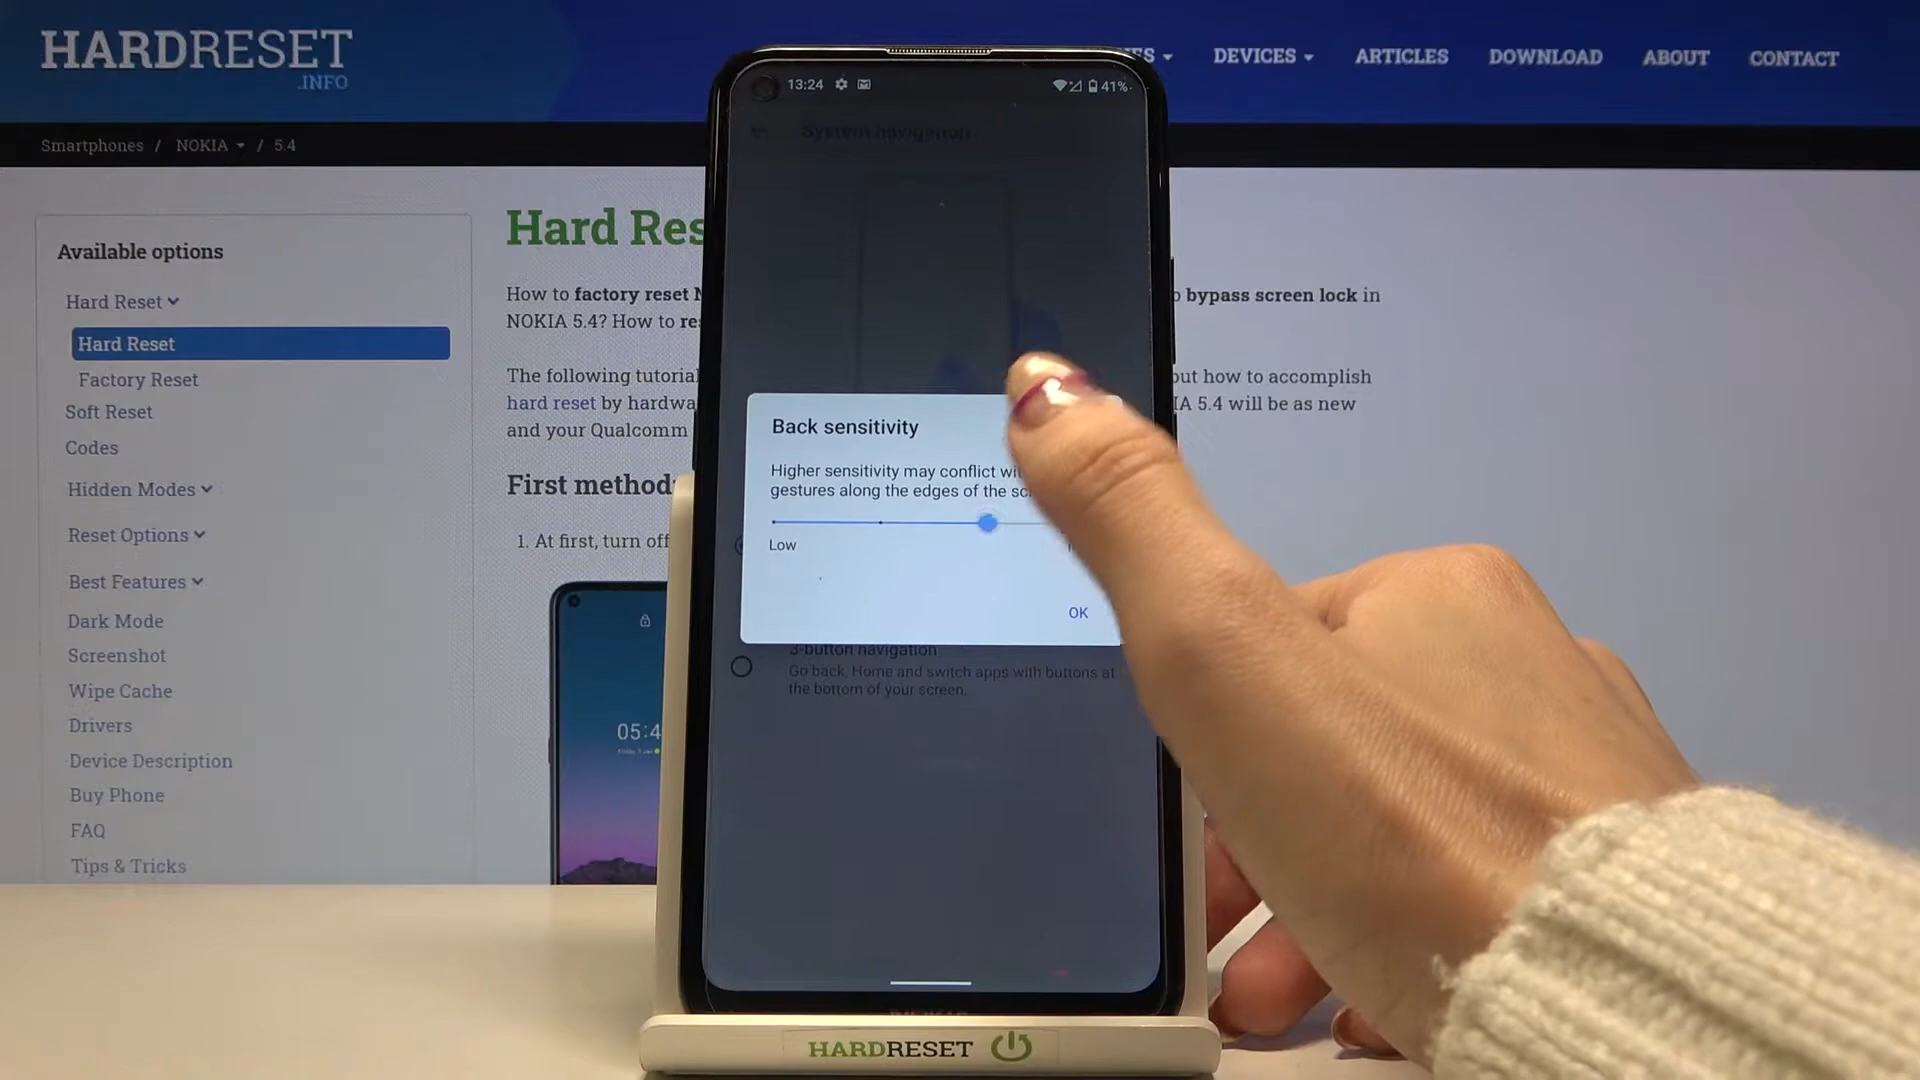 HARDRESET
.INFO
DEVICES
ARTICLES
DOWNLOAD
ABOUT
CONTACT
Smartphones / NOKIA / 5.4
13:24
41%
System navigation
Available options
Hard Reset
Hard Reset
Factory Reset
Soft Reset
Codes
Hidden Modes
Reset Options
Best Features
Dark Mode
Screenshot
Wipe Cache
Drivers
Device Description
Buy Phone
FAQ
Tips & Tricks
Hard Res
How to factory reset
bypass screen lock in
NOKIA 5.4? How to
The following tutorial
out how to accomplish
hard reset by
5.4 will be as new
and your Qualcomm
First method
1. At first, turn off
05:4
Back sensitivity
Higher sensitivity may conflict
gestures along the edges of the
Low
OK
3-button navigation
Go back, Home and switch apps with buttons at
the bottom of your screen.
HARDRESET